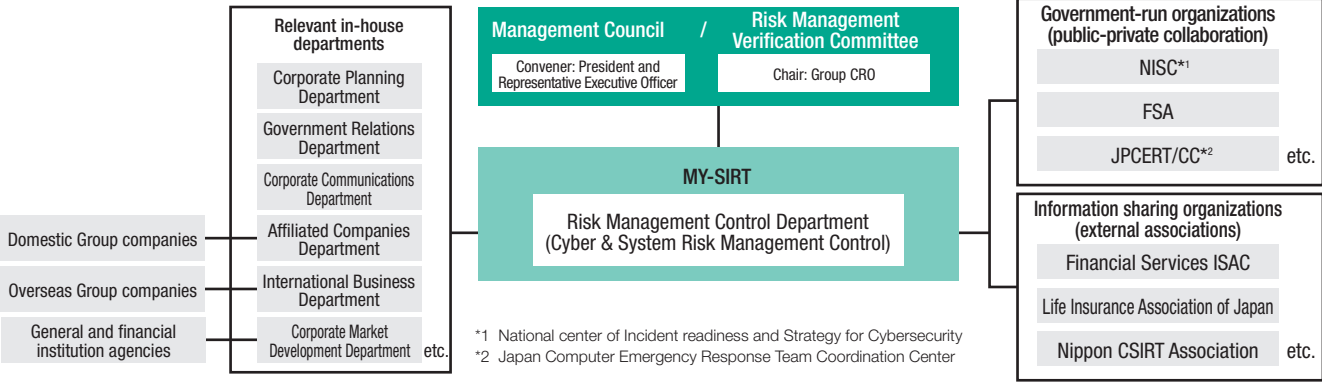 Domestic Group companies
Overseas Group companies
General and financial
institution agencies
Relevant in-house
departments
Corporate Planning
Department
Government Relations
Department
Corporate Communications
Department
Affiliated Companies
Department
International Business
Department
Corporate Market
Development Department
etc.
Management Council
/
Risk Management
Verification Committee
Convener: President and
Representative Executive Officer
Chair: Group CRO
MY-SIRT
Risk Management Control Department
(Cyber & System Risk Management Control)
*1 National center of Incident readiness and Strategy for Cybersecurity
*2 Japan Computer Emergency Response Team Coordination Center
Government-run organizations
(public-private collaboration)
NISC*1
FSA
JPCERT/CC*2
etc.
Information sharing organizations
(external associations)
Financial Services ISAC
Life Insurance Association of Japan
Nippon CSIRT Association
etc.